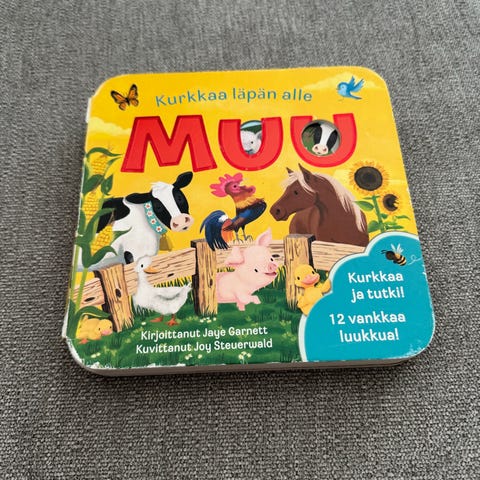 Kurkkaa läpän alle
MUU
Kurkkaa
ja tutki!
12 vankkaa
luukkua!
Kirjoittanut Jaye Garnett
Kuvittanut Joy Steuerwald